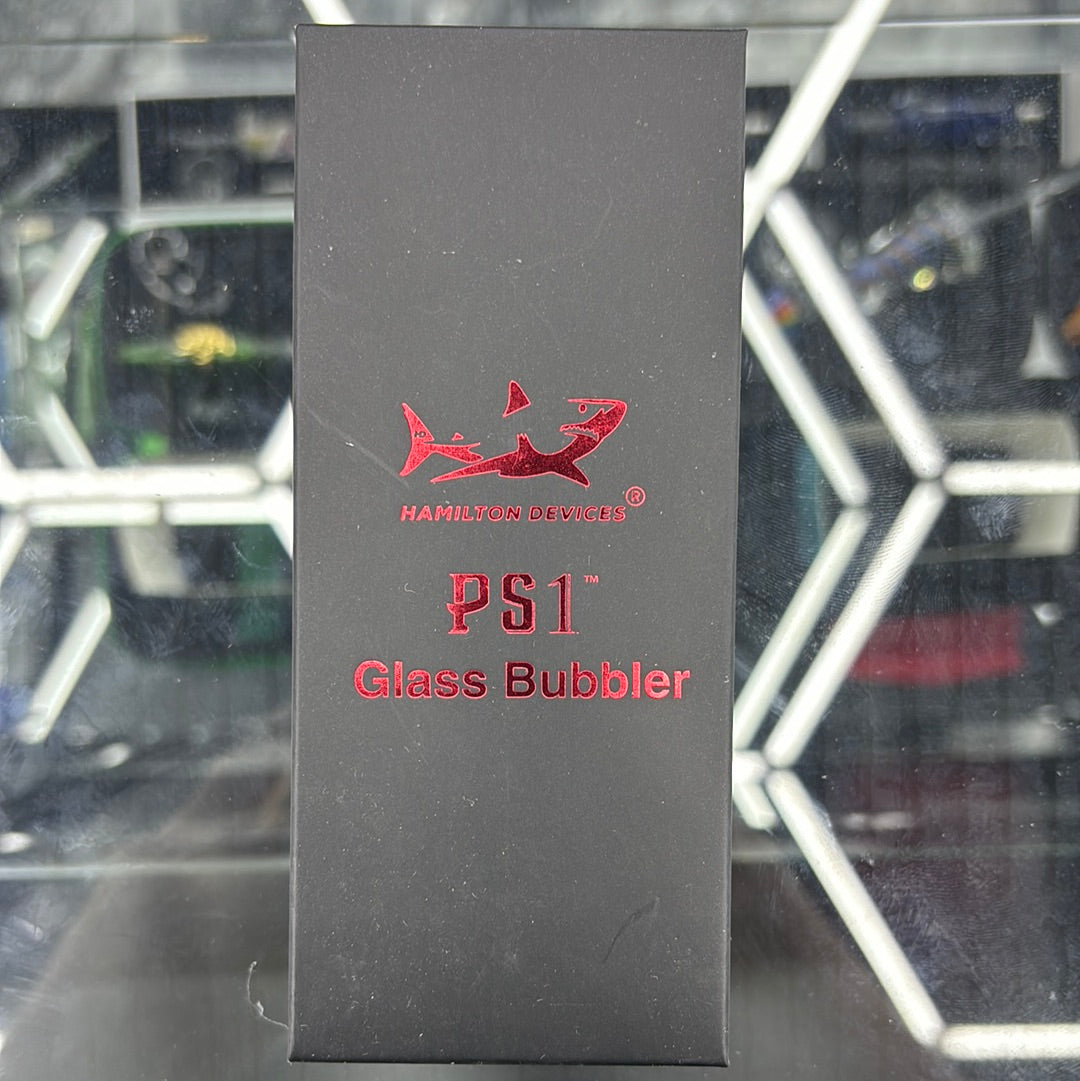 HAMILTON DEVICES®
PS1™
Glass Bubbler